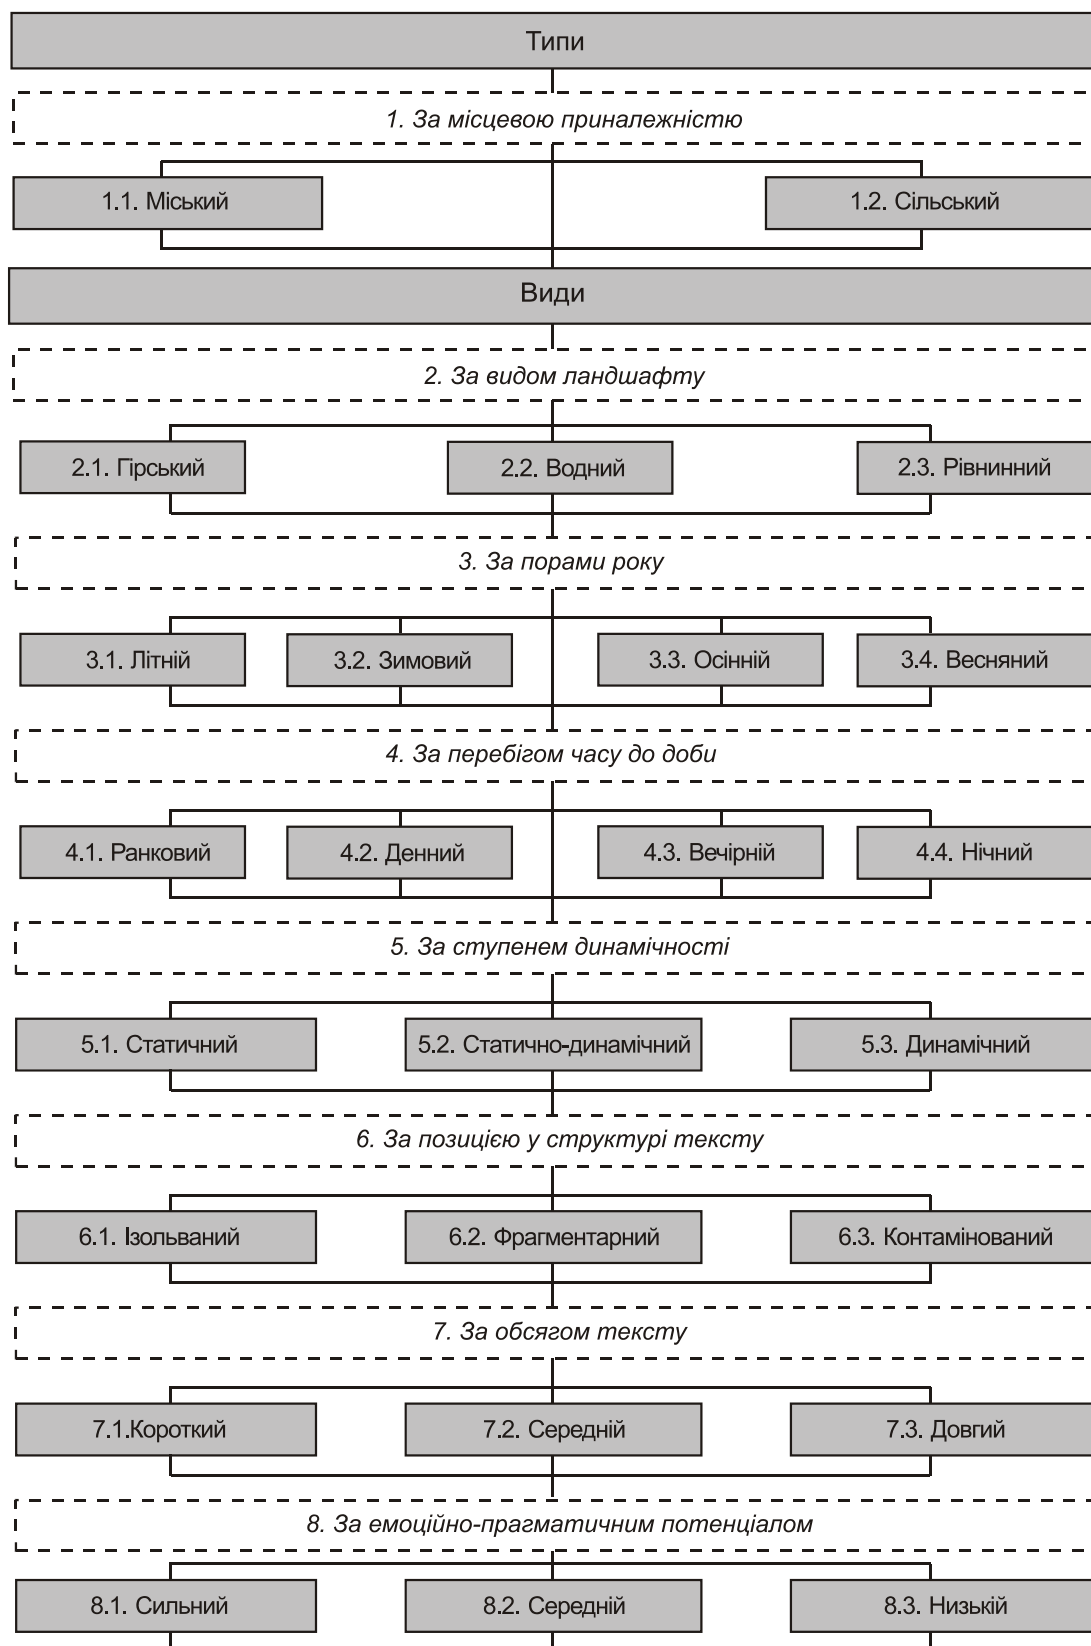 Типи
1. За місцевою приналежністю
1.1. Міський
1.2. Сільський
Види
2. За видом ландшафту
2.1. Гірський
2.2. Водний
2.3. Рівнинний
3. За порами року
3.1. Літній
3.2. Зимовий
3.3. Осінній
3.4. Весняний
4. За перебігом часу до доби
4.1. Ранковий
4.2. Денний
4.3. Вечірній
4.4. Нічний
5. За ступенем динамічності
5.1. Статичний
5.2. Статично-динамічний
5.3. Динамічний
6. За позицією у структурі тексту
6.1. Ізольваний
6.2. Фрагментарний
6.3. Контамінований
7. За обсягом тексту
7.1.Короткий
7.2. Середній
7.3. Довгий
8. За емоційно-прагматичним потенціалом
8.1. Сильний
8.2. Середній
8.3. Низькій